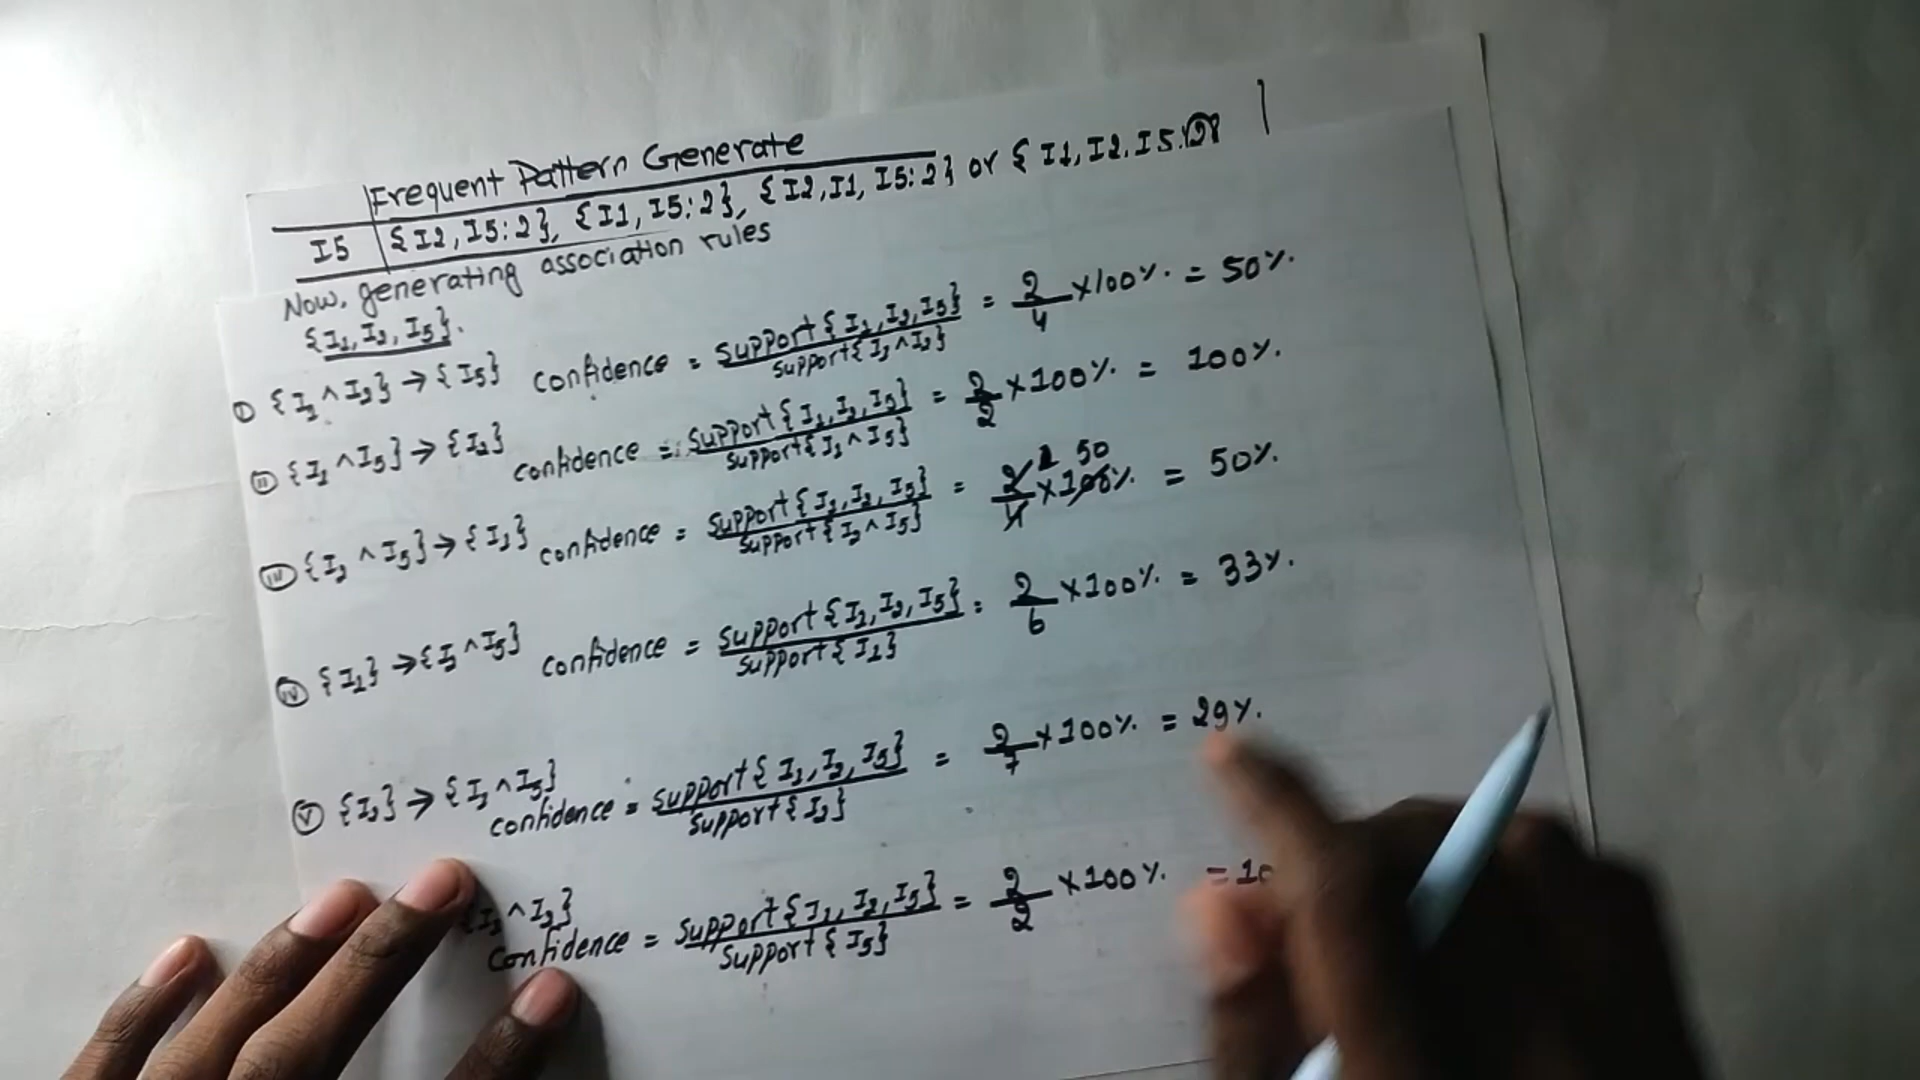 Frequent Pattern Generate
I5 {I2, I5:2}, {I1, I5:2}, {I2, I1, I5:2} or {I1, I2, I5:
Now, generating association rules
{I1, I2, I5}.
① {I1 ^ I2} → {I5} confidence = support{I1, I2, I5} / support{I1 ^ I2} = 2/4 ×100% = 50%.
② {I1 ^ I5} → {I2} confidence = support{I1, I2, I5} / support{I1 ^ I5} = 2/2 ×100% = 100%.
③ {I2 ^ I5} → {I1} confidence = support{I1, I2, I5} / support{I2 ^ I5} = 2/4 1 ×100% 50 = 50%.
ⅳ {I1} → {I2 ^ I5} confidence = support{I1, I2, I5} / support{I1} = 2/6 ×100% = 33%.
ⅴ {I2} → {I1 ^ I5}
confidence = support{I1, I2, I5} / support{I2} = 2/7 ×100% = 29%.
{I1 ^ I2}
confidence = support{I1, I2, I5} / support{I5} = 2/2 ×100% = 10